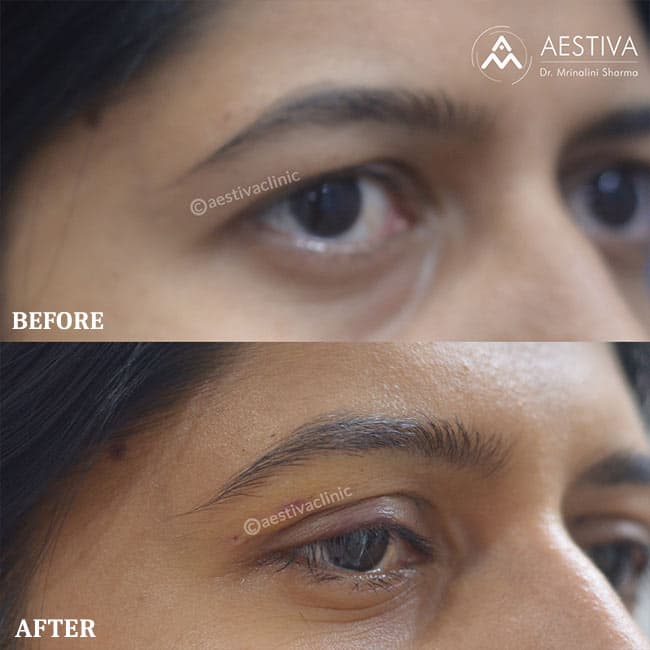 AESTIVA
Dr. Mrinalini Sharma
©aestivaclinic
BEFORE
©aestivaclinic
AFTER